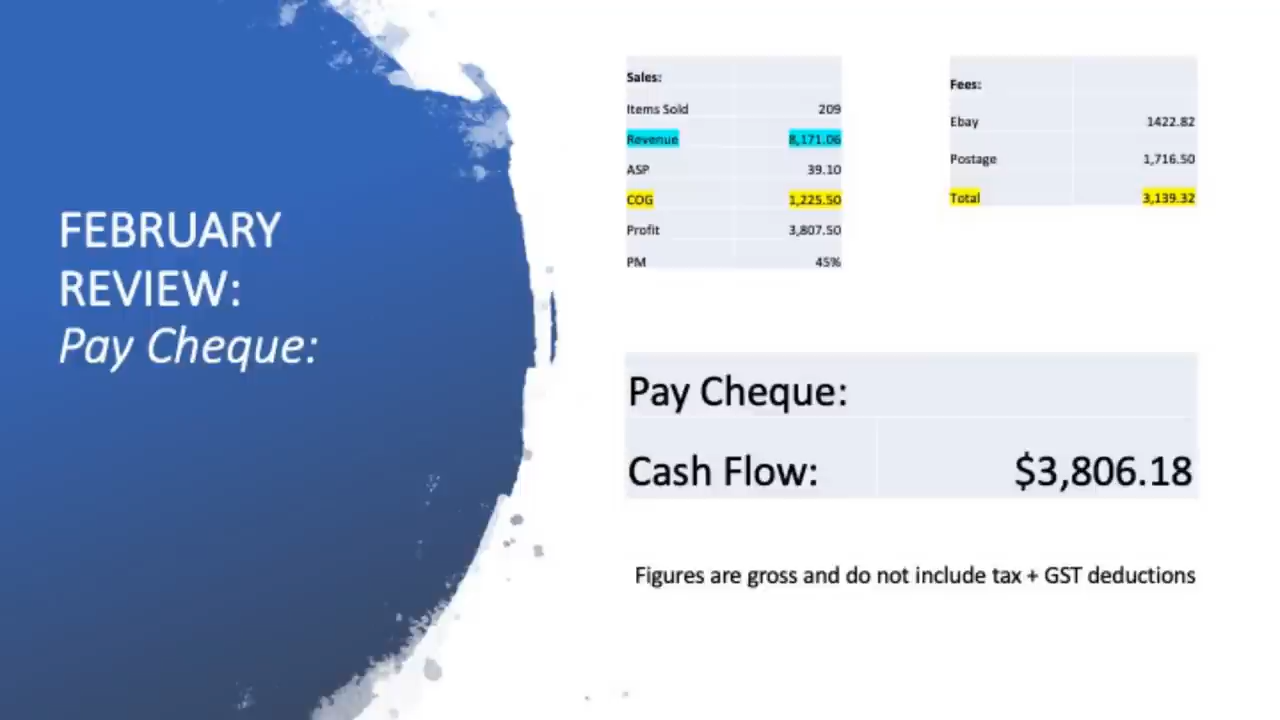 FEBRUARY
REVIEW:
Pay Cheque:
Sales:
Items Sold 209
Revenue 8,171.06
ASP 39.10
COG 1,225.50
Profit 3,807.50
PM 45%
Fees:
Ebay 1422.82
Postage 1,716.50
Total 3,139.32
Pay Cheque:
Cash Flow: $3,806.18
Figures are gross and do not include tax + GST deductions